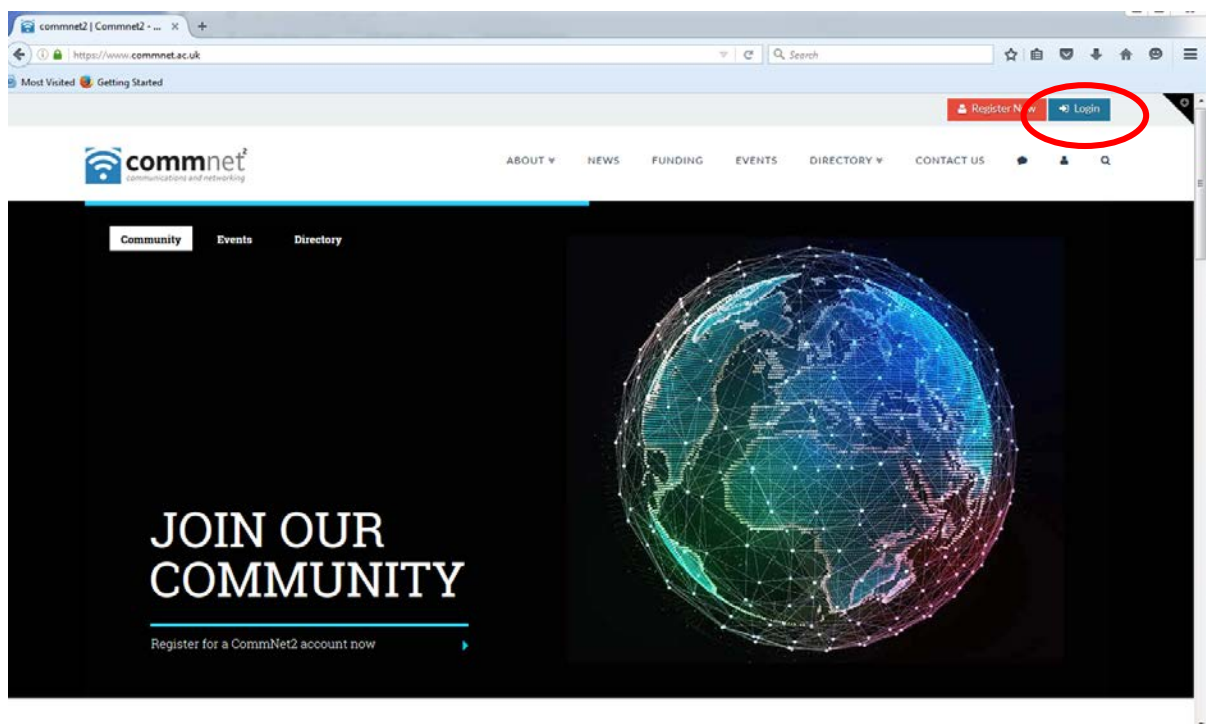 commnet2 | Commnet2 - ... × +
https://www.commnet.ac.uk
Search
Most Visited Getting Started
Register Now Login
commnet²
communications and networking
ABOUT NEWS FUNDING EVENTS DIRECTORY CONTACT US
Community Events Directory
JOIN OUR
COMMUNITY
Register for a CommNet2 account now